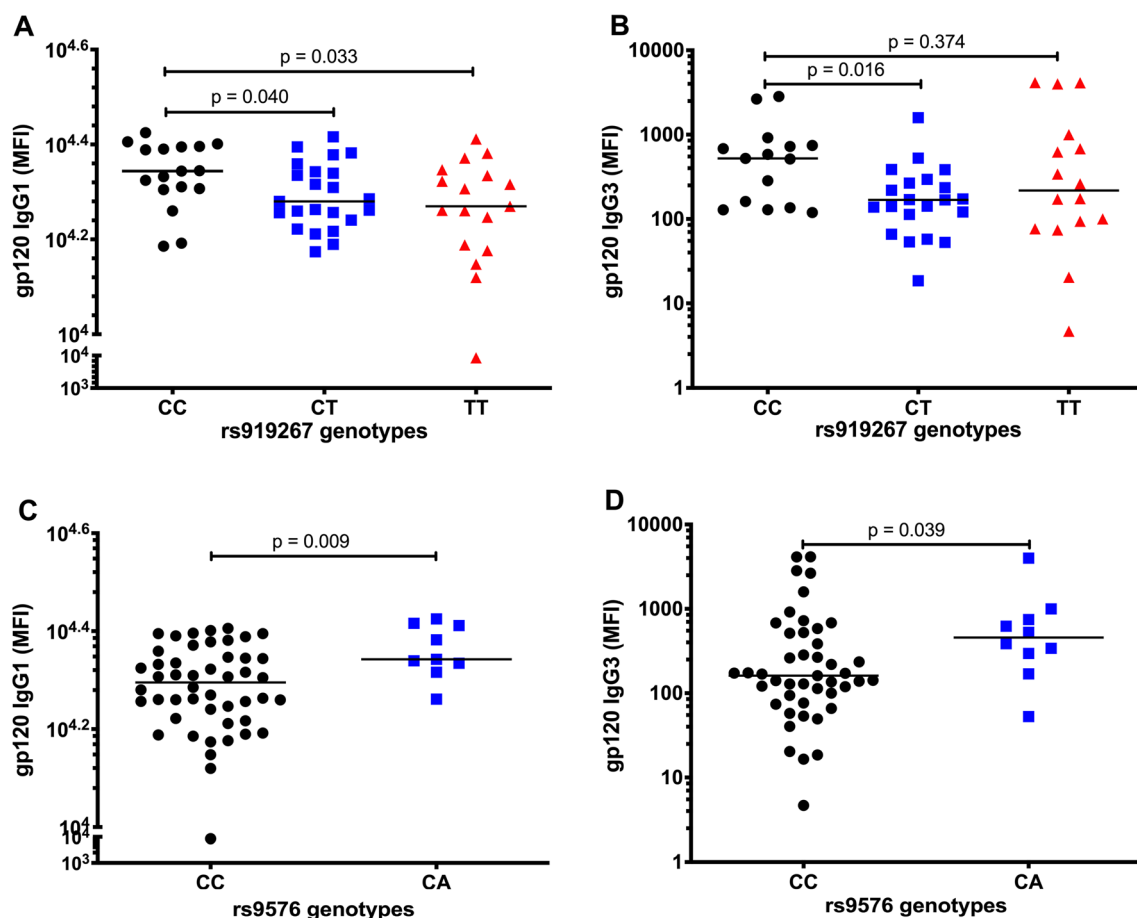 A
10^4.6
10^4.4
10^4.2
10^4
10^4
10^3
gp120 IgG1 (MFI)
p = 0.033
p = 0.040
CC CT TT
rs919267 genotypes
B
10000
1000
100
10
1
gp120 IgG3 (MFI)
p = 0.374
p = 0.016
CC CT TT
rs919267 genotypes
C
10^4.6
10^4.4
10^4.2
10^4
10^4
10^3
gp120 IgG1 (MFI)
p = 0.009
CC CA
rs9576 genotypes
D
10000
1000
100
10
1
gp120 IgG3 (MFI)
p = 0.039
CC CA
rs9576 genotypes